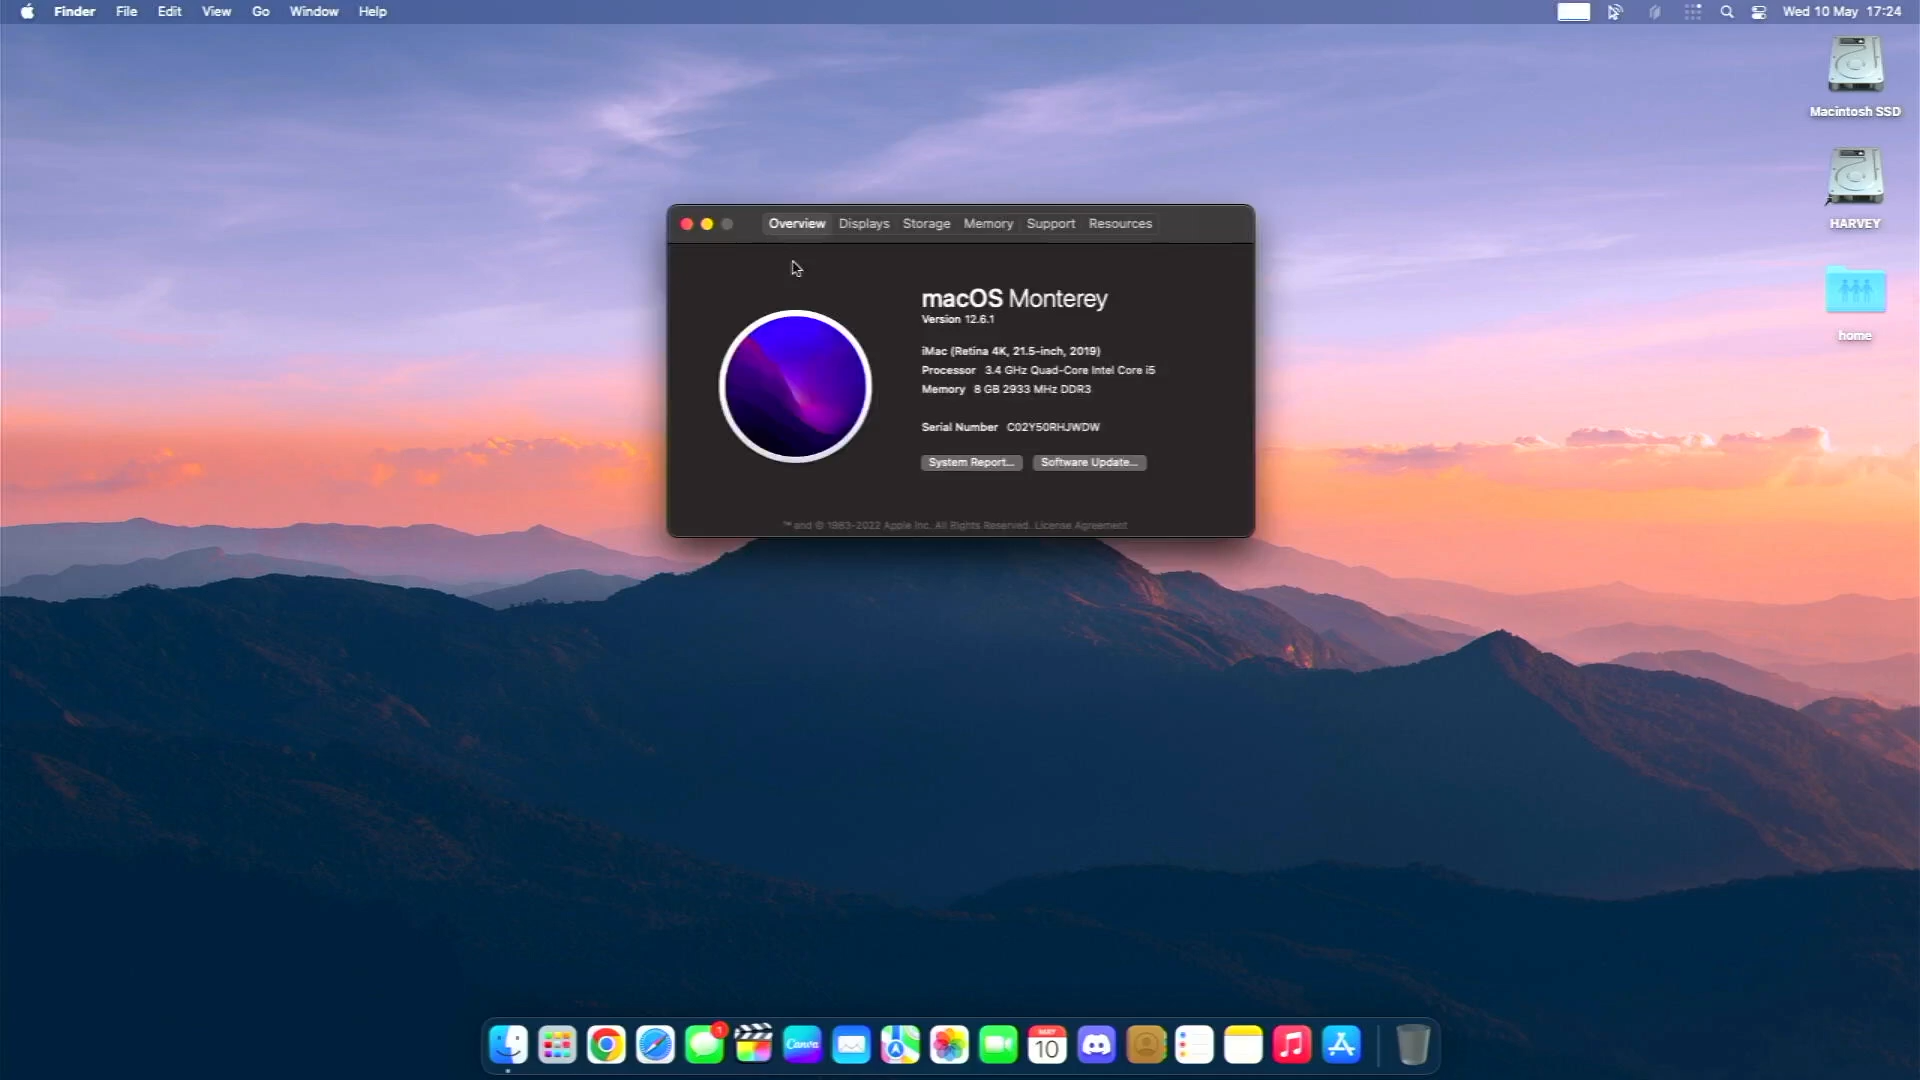 Finder File Edit View Go Window Help Wed 10 May 17:24
Macintosh SSD
HARVEY
home
Overview Displays Storage Memory Support Resources
macOS Monterey
Version 12.6.1
iMac (Retina 4K, 21.5-inch, 2019)
Processor 3.4 GHz Quad-Core Intel Core i5
Memory 8 GB 2933 MHz DDR3
Serial Number C02Y50RHJWDW
System Report... Software Update...
™ and © 1983-2022 Apple Inc. All Rights Reserved. License Agreement
1
Canva
MAY
10